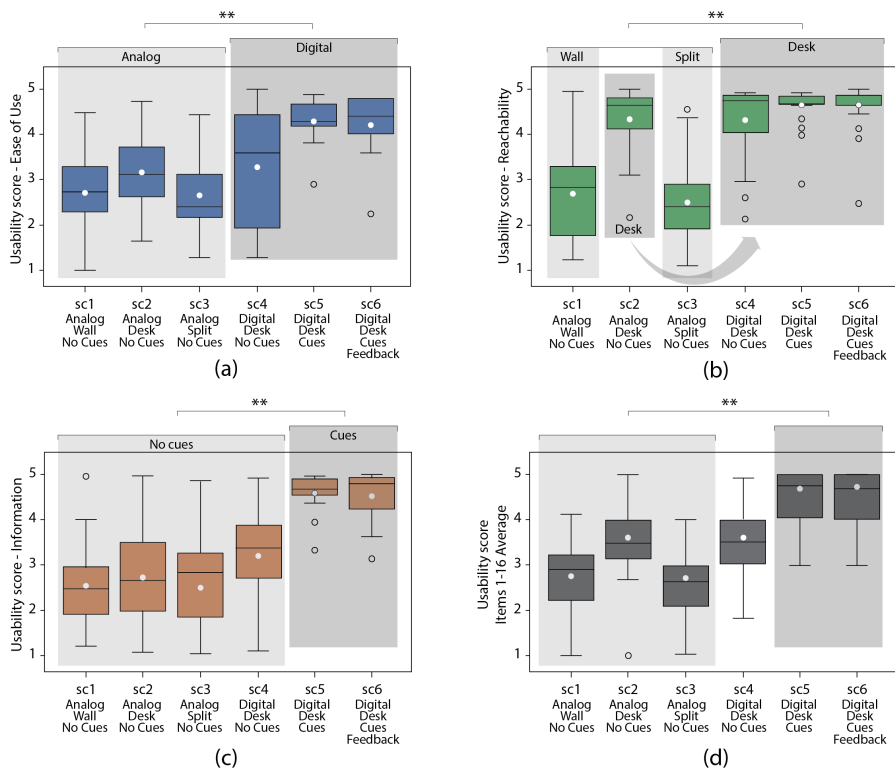 **
Analog
Digital
Usability score - Ease of Use
5
4
3
2
1
sc1
Analog
Wall
No Cues
sc2
Analog
Desk
No Cues
sc3
Analog
Split
No Cues
sc4
Digital
Desk
No Cues
sc5
Digital
Desk
Cues
sc6
Digital
Desk
Cues
Feedback
(a)
**
Wall
Split
Desk
Desk
Usability score - Reachability
5
4
3
2
1
sc1
Analog
Wall
No Cues
sc2
Analog
Desk
No Cues
sc3
Analog
Split
No Cues
sc4
Digital
Desk
No Cues
sc5
Digital
Desk
Cues
sc6
Digital
Desk
Cues
Feedback
(b)
**
No cues
Cues
Usability score - Information
5
4
3
2
1
sc1
Analog
Wall
No Cues
sc2
Analog
Desk
No Cues
sc3
Analog
Split
No Cues
sc4
Digital
Desk
No Cues
sc5
Digital
Desk
Cues
sc6
Digital
Desk
Cues
Feedback
(c)
**
Usability score
Items 1-16 Average
5
4
3
2
1
sc1
Analog
Wall
No Cues
sc2
Analog
Desk
No Cues
sc3
Analog
Split
No Cues
sc4
Digital
Desk
No Cues
sc5
Digital
Desk
Cues
sc6
Digital
Desk
Cues
Feedback
(d)